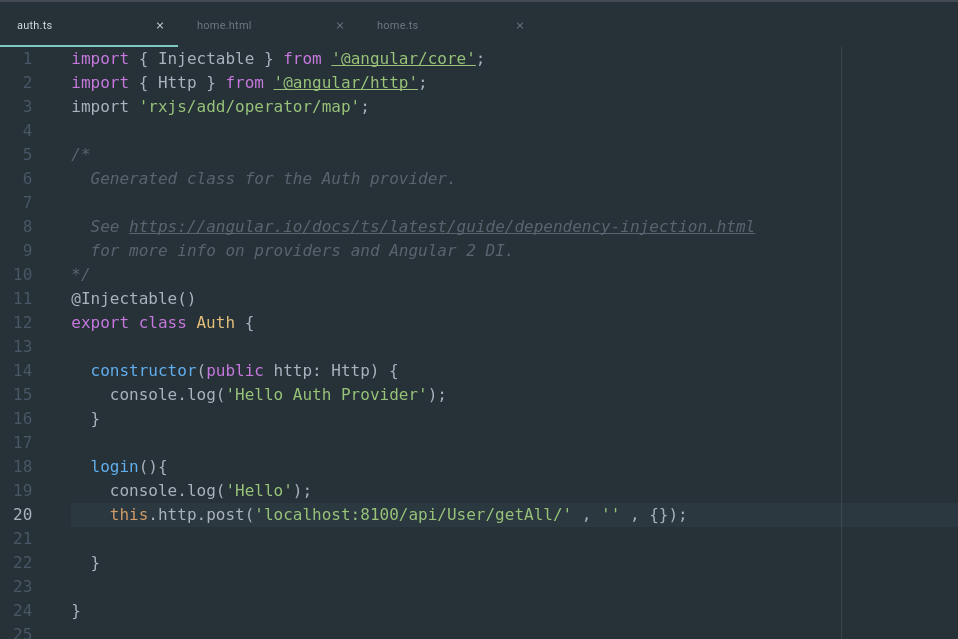 auth.ts × home.html × home.ts ×
1 import { Injectable } from '@angular/core';
2 import { Http } from '@angular/http';
3 import 'rxjs/add/operator/map';
4
5 /*
6 Generated class for the Auth provider.
7
8 See https://angular.io/docs/ts/latest/guide/dependency-injection.html
9 for more info on providers and Angular 2 DI.
10 */
11 @Injectable()
12 export class Auth {
13
14 constructor(public http: Http) {
15 console.log('Hello Auth Provider');
16 }
17
18 login(){
19 console.log('Hello');
20 this.http.post('localhost:8100/api/User/getAll/' , '' , {});
21
22 }
23
24 }
25